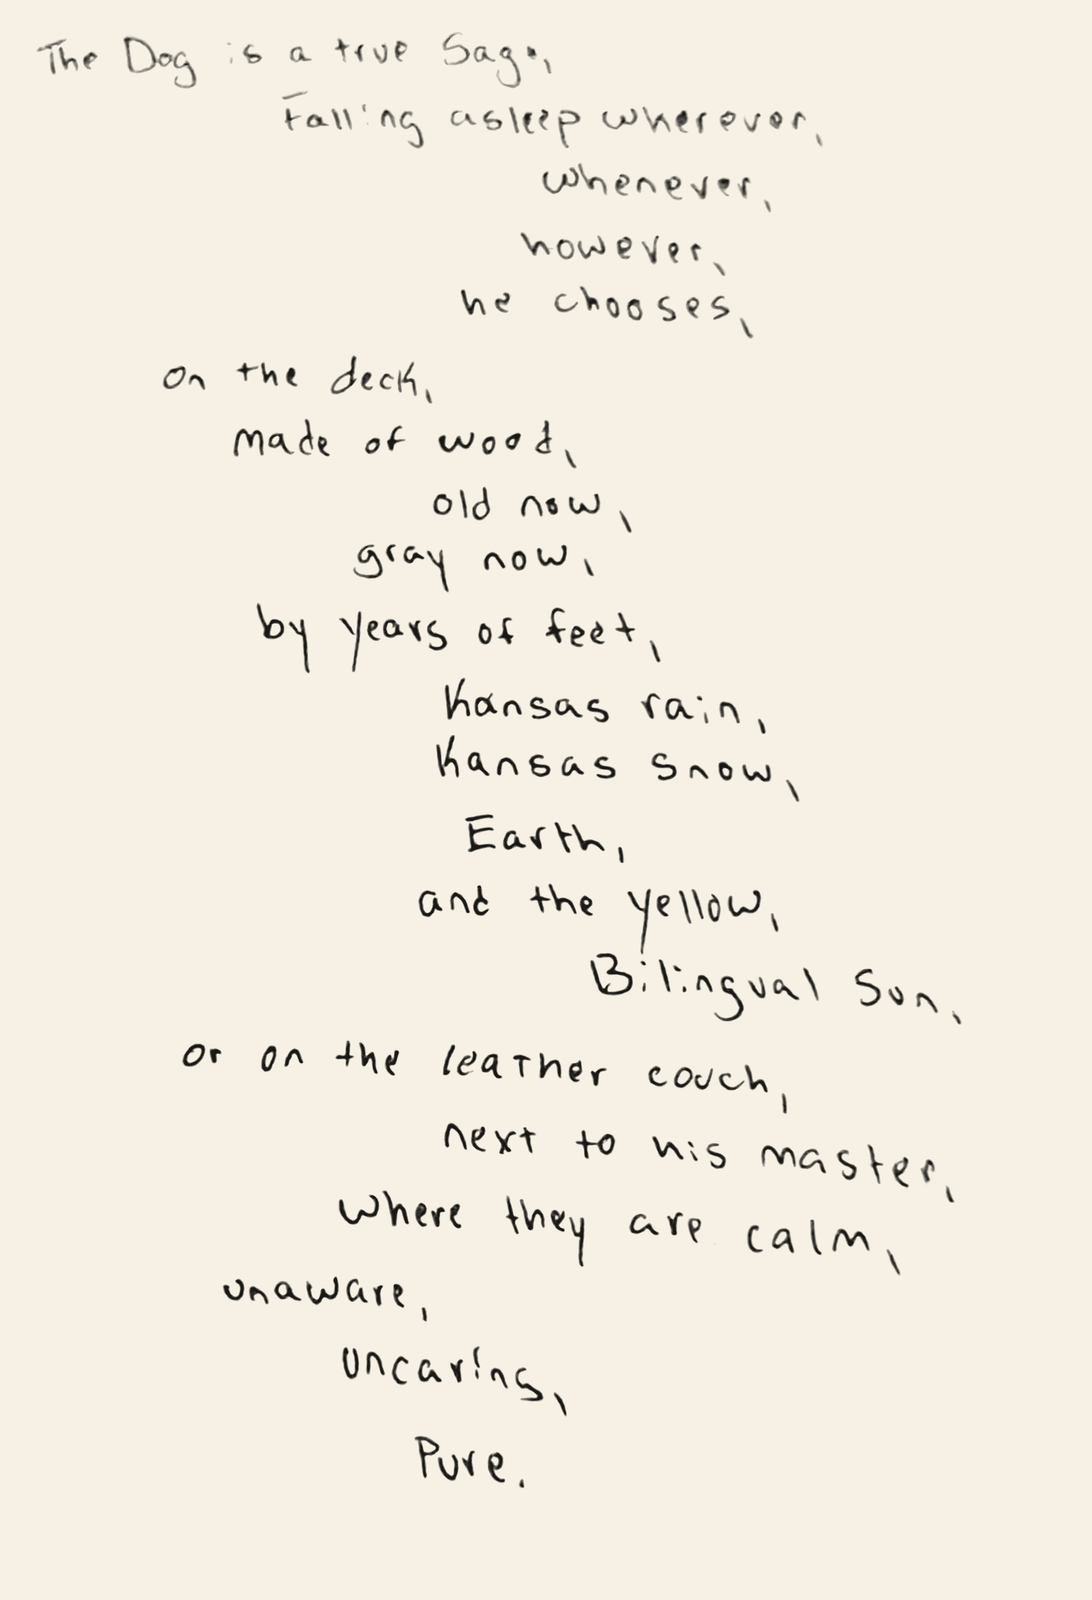 The Dog is a true Sage,
Falling asleep wherever,
whenever,
however,
he chooses,
on the deck,
made of wood,
old now,
gray now,
by years of feet,
Kansas rain,
Kansas snow,
Earth,
and the yellow,
Bilingual Sun,
or on the leather couch,
next to his master,
where they are calm,
unaware,
uncaring,
Pure.